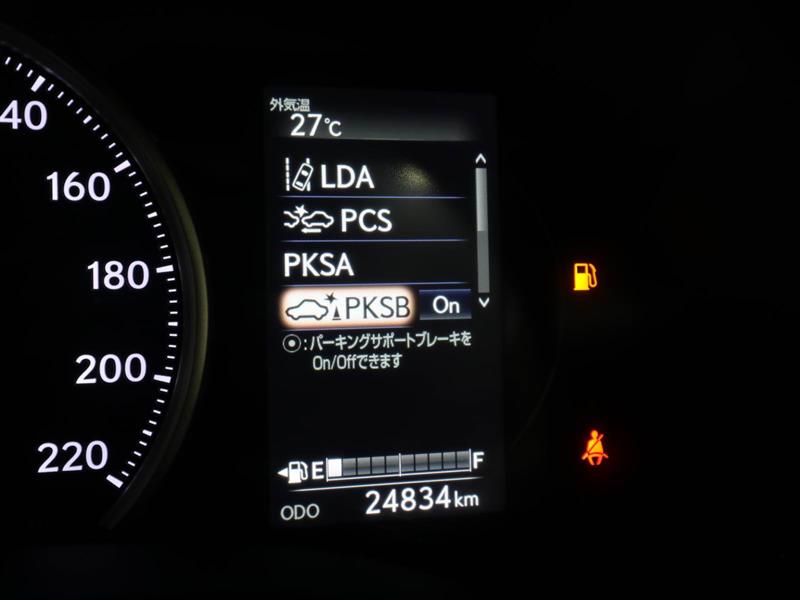 外気温
27℃
LDA
PCS
PKSA
PKSB On
:パーキングサポートブレーキを
On/Offできます
E F
ODO 24834km
40
160
180
200
220